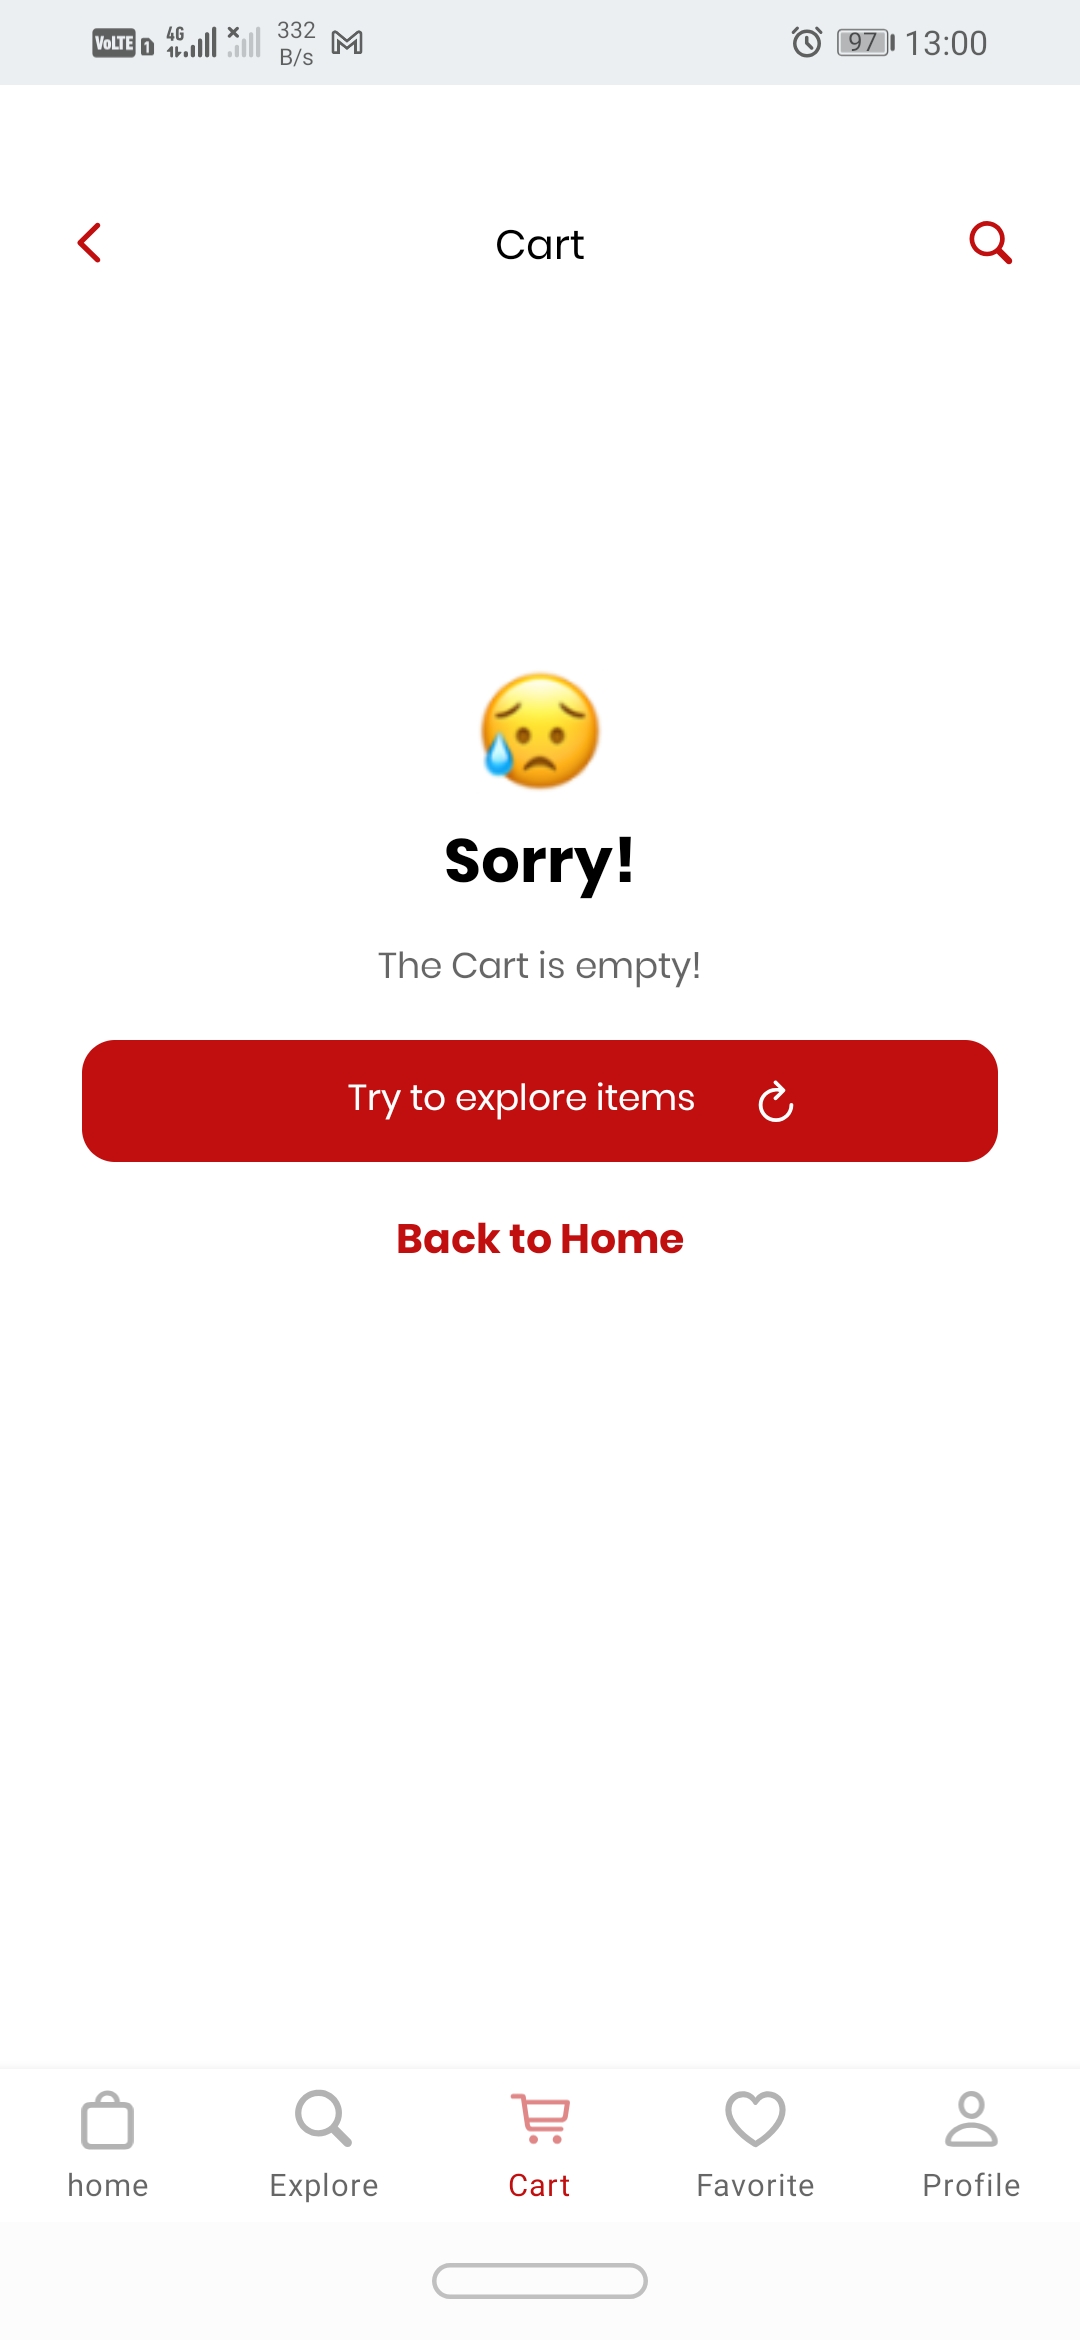 VoLTE 1 4G 332 B/s 97 13:00
Cart
Sorry!
The Cart is empty!
Try to explore items
Back to Home
home Explore Cart Favorite Profile